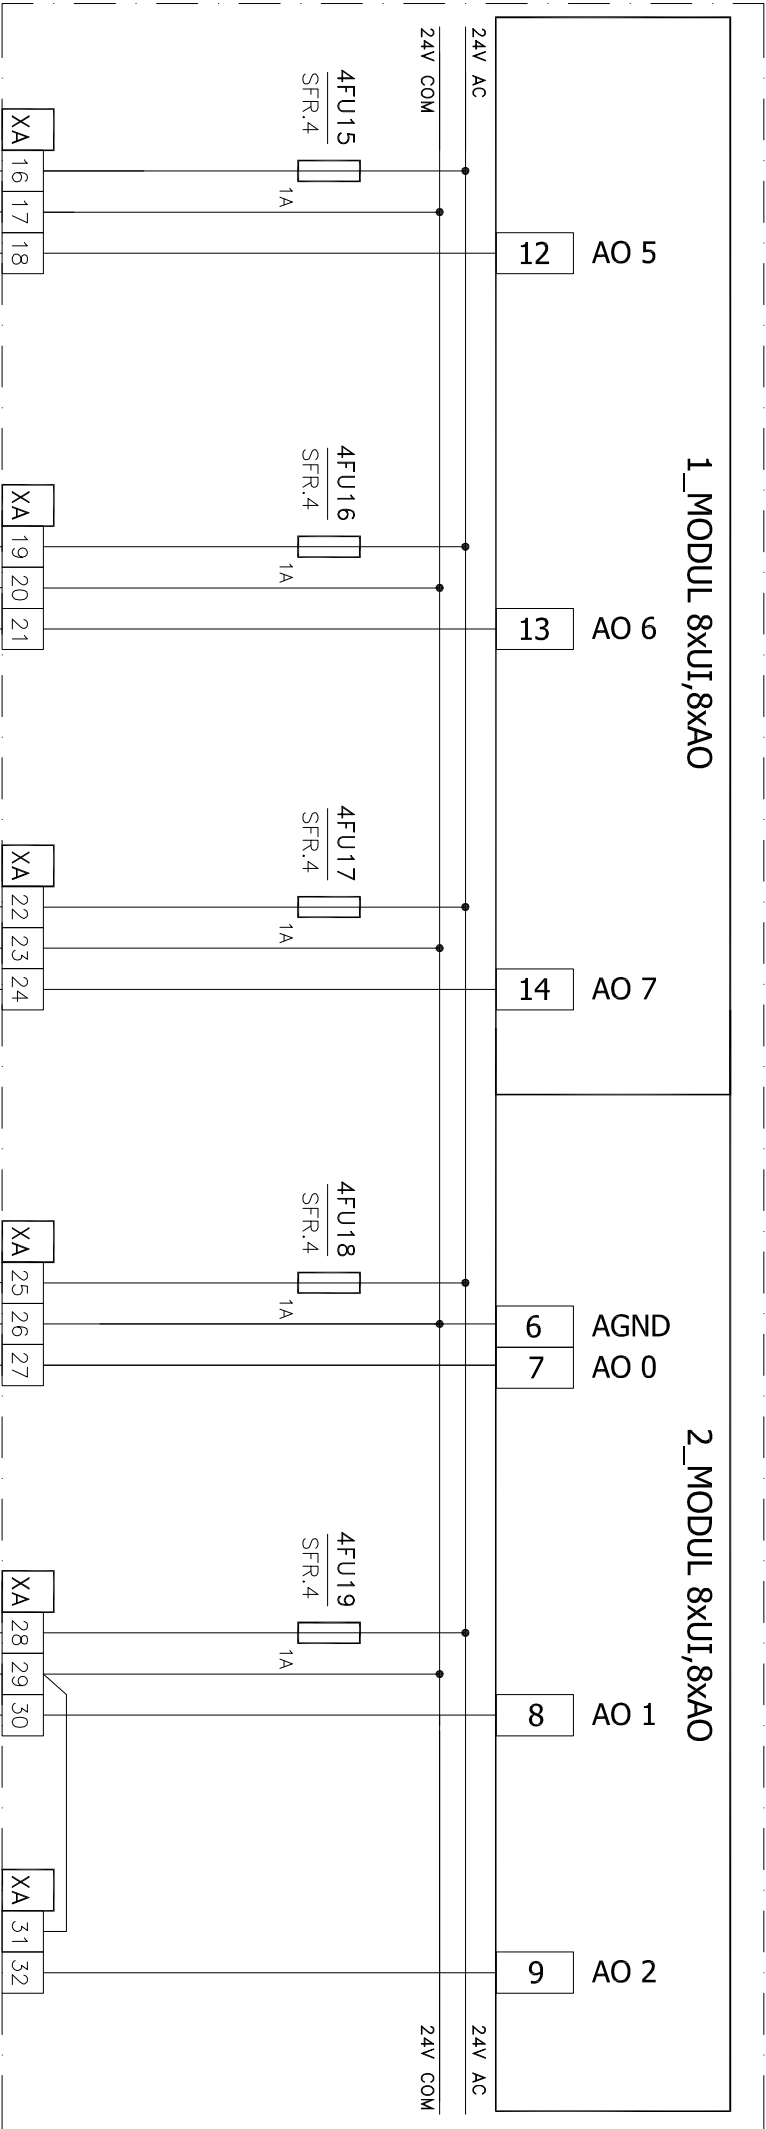 1_MODUL 8xUI,8xAO
2_MODUL 8xUI,8xAO
AO 5
12
AO 6
13
AO 7
14
AGND
6
AO 0
7
AO 1
8
AO 2
9
24V AC
24V COM
24V AC
24V COM
4FU15
SFR.4
1A
4FU16
SFR.4
1A
4FU17
SFR.4
1A
4FU18
SFR.4
1A
4FU19
SFR.4
1A
XA 16 17 18
XA 19 20 21
XA 22 23 24
XA 25 26 27
XA 28 29 30
XA 31 32